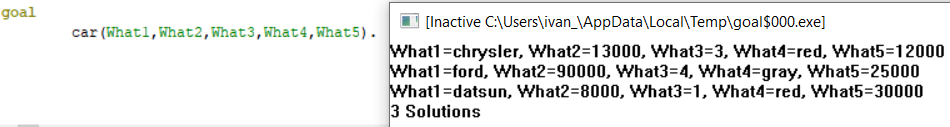 goal
car(What1,What2,What3,What4,What5).
[Inactive C:\Users\ivan_\AppData\Local\Temp\goal$000.exe]
What1=chrysler, What2=13000, What3=3, What4=red, What5=12000
What1=ford, What2=90000, What3=4, What4=gray, What5=25000
What1=datsun, What2=8000, What3=1, What4=red, What5=30000
3 Solutions